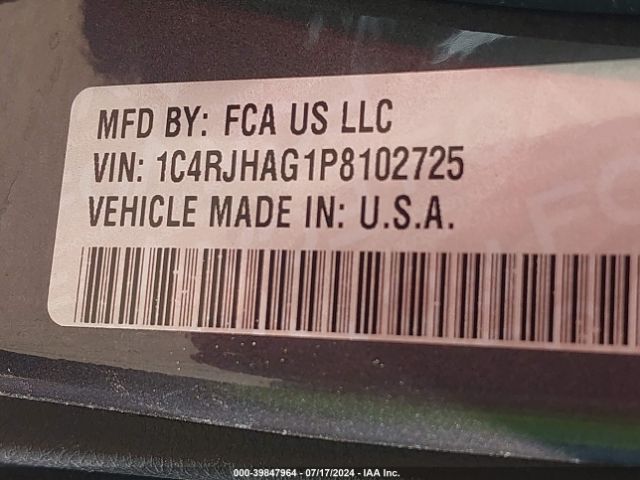 MFD BY: FCA US LLC
VIN: 1C4RJHAG1P8102725
VEHICLE MADE IN: U.S.A.
000-39847964 - 07/17/2024 - IAA Inc.